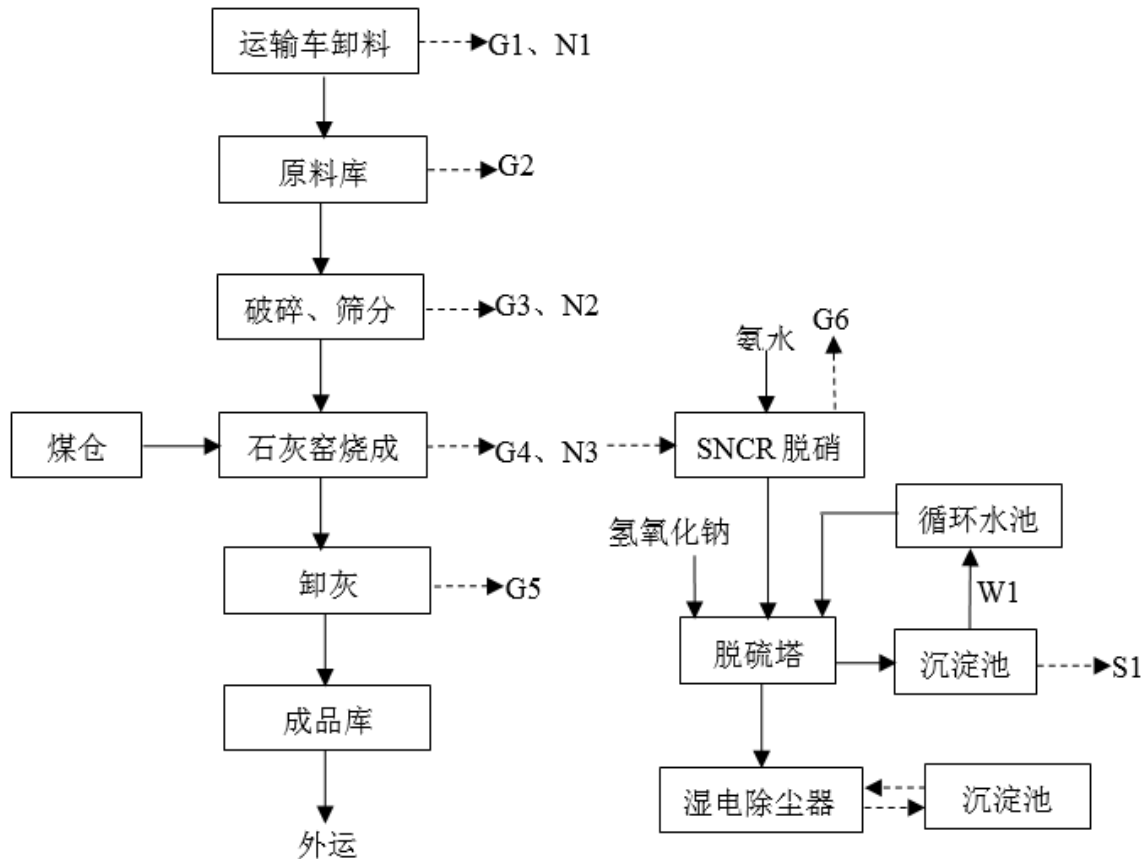 运输车卸料
G1、N1
原料库
G2
破碎、筛分
G3、N2
氨水
G6
煤仓
石灰窑烧成
G4、N3
SNCR 脱硝
氢氧化钠
循环水池
卸灰
G5
W1
脱硫塔
沉淀池
S1
成品库
湿电除尘器
沉淀池
外运